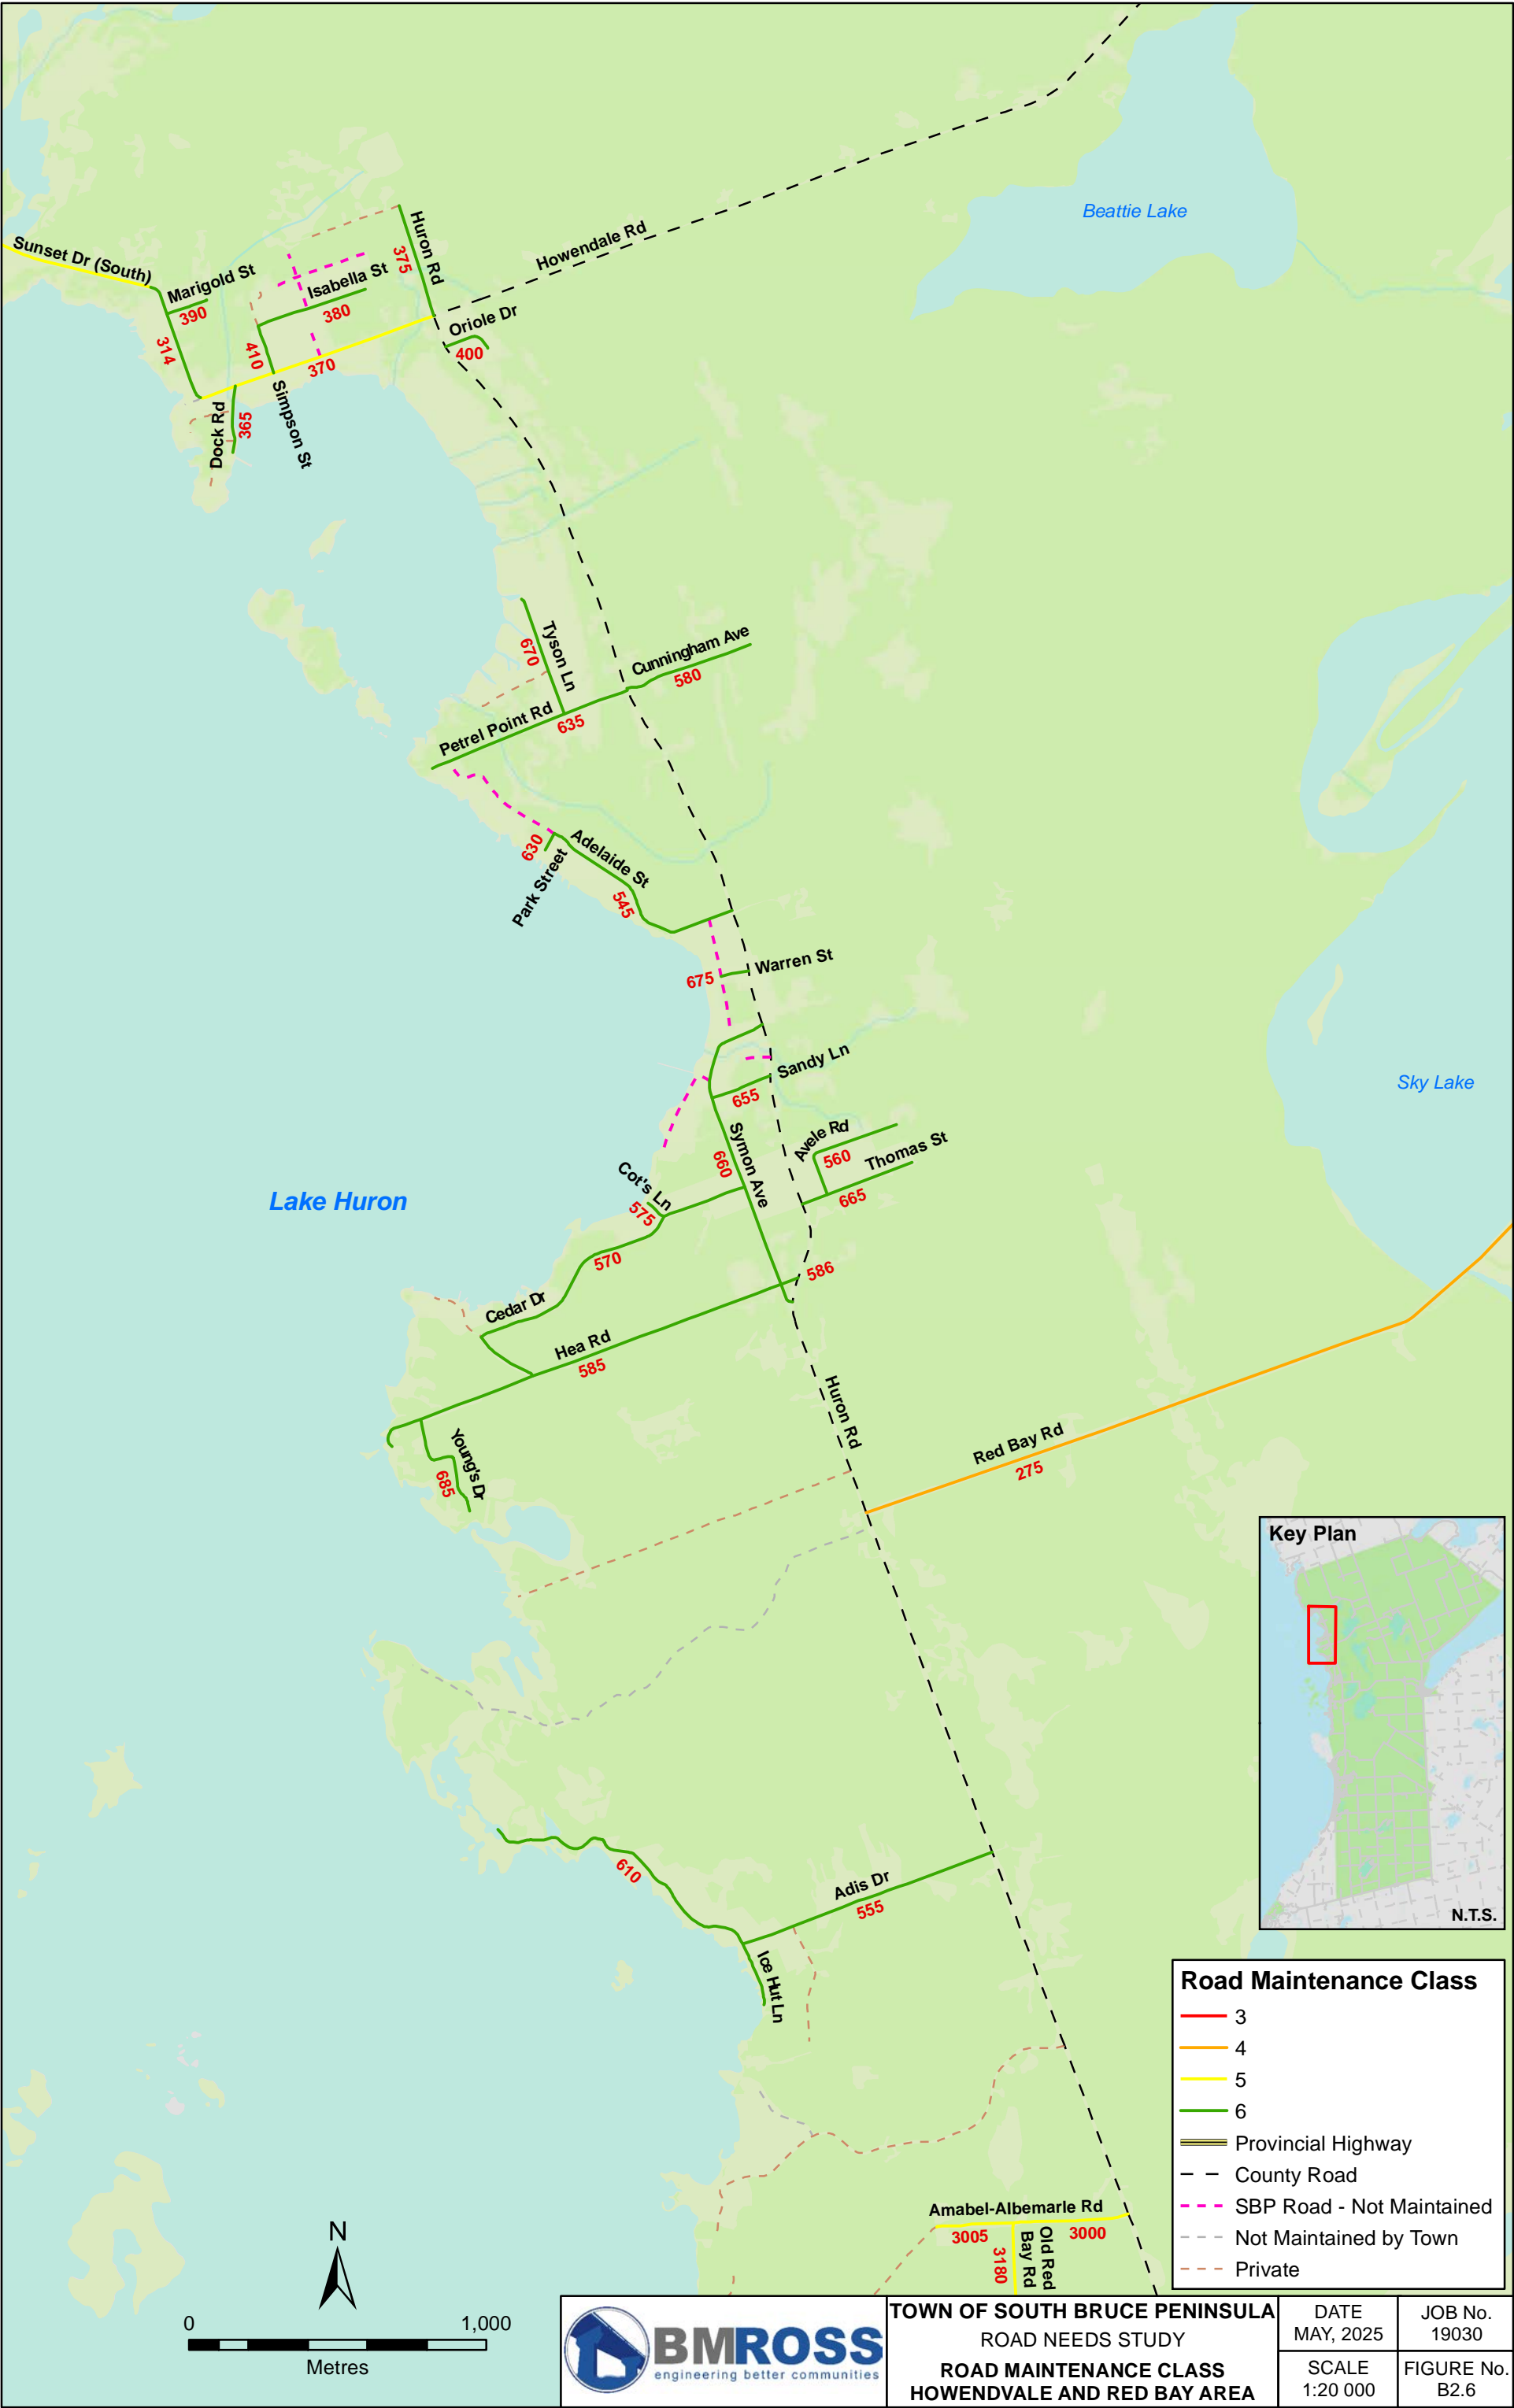 Beattie Lake
Howendale Rd
Huron Rd
375
Sunset Dr (South)
Marigold St
390
Isabella St
380
314
410
370
Oriole Dr
400
Simpson St
Dock Rd
365
Tyson Ln
670
Cunningham Ave
580
Petrel Point Rd
635
630
Park Street
Adelaide St
545
Warren St
675
Sandy Ln
655
Sky Lake
Symon Ave
660
Avele Rd
560
Thomas St
665
Lake Huron
Cot's Ln
575
570
586
Cedar Dr
Hea Rd
585
Huron Rd
Young's Dr
685
Red Bay Rd
275
Key Plan
N.T.S.
610
Adis Dr
555
Ice Hut Ln
Road Maintenance Class
3
4
5
6
Provincial Highway
County Road
SBP Road - Not Maintained
Not Maintained by Town
Private
Amabel-Albemarle Rd
3005
3000
3180
Old Red
Bay Rd
N
0 1,000
Metres
BMROSS
engineering better communities
TOWN OF SOUTH BRUCE PENINSULA
ROAD NEEDS STUDY
ROAD MAINTENANCE CLASS
HOWENDVALE AND RED BAY AREA
DATE
MAY, 2025
JOB No.
19030
SCALE
1:20 000
FIGURE No.
B2.6